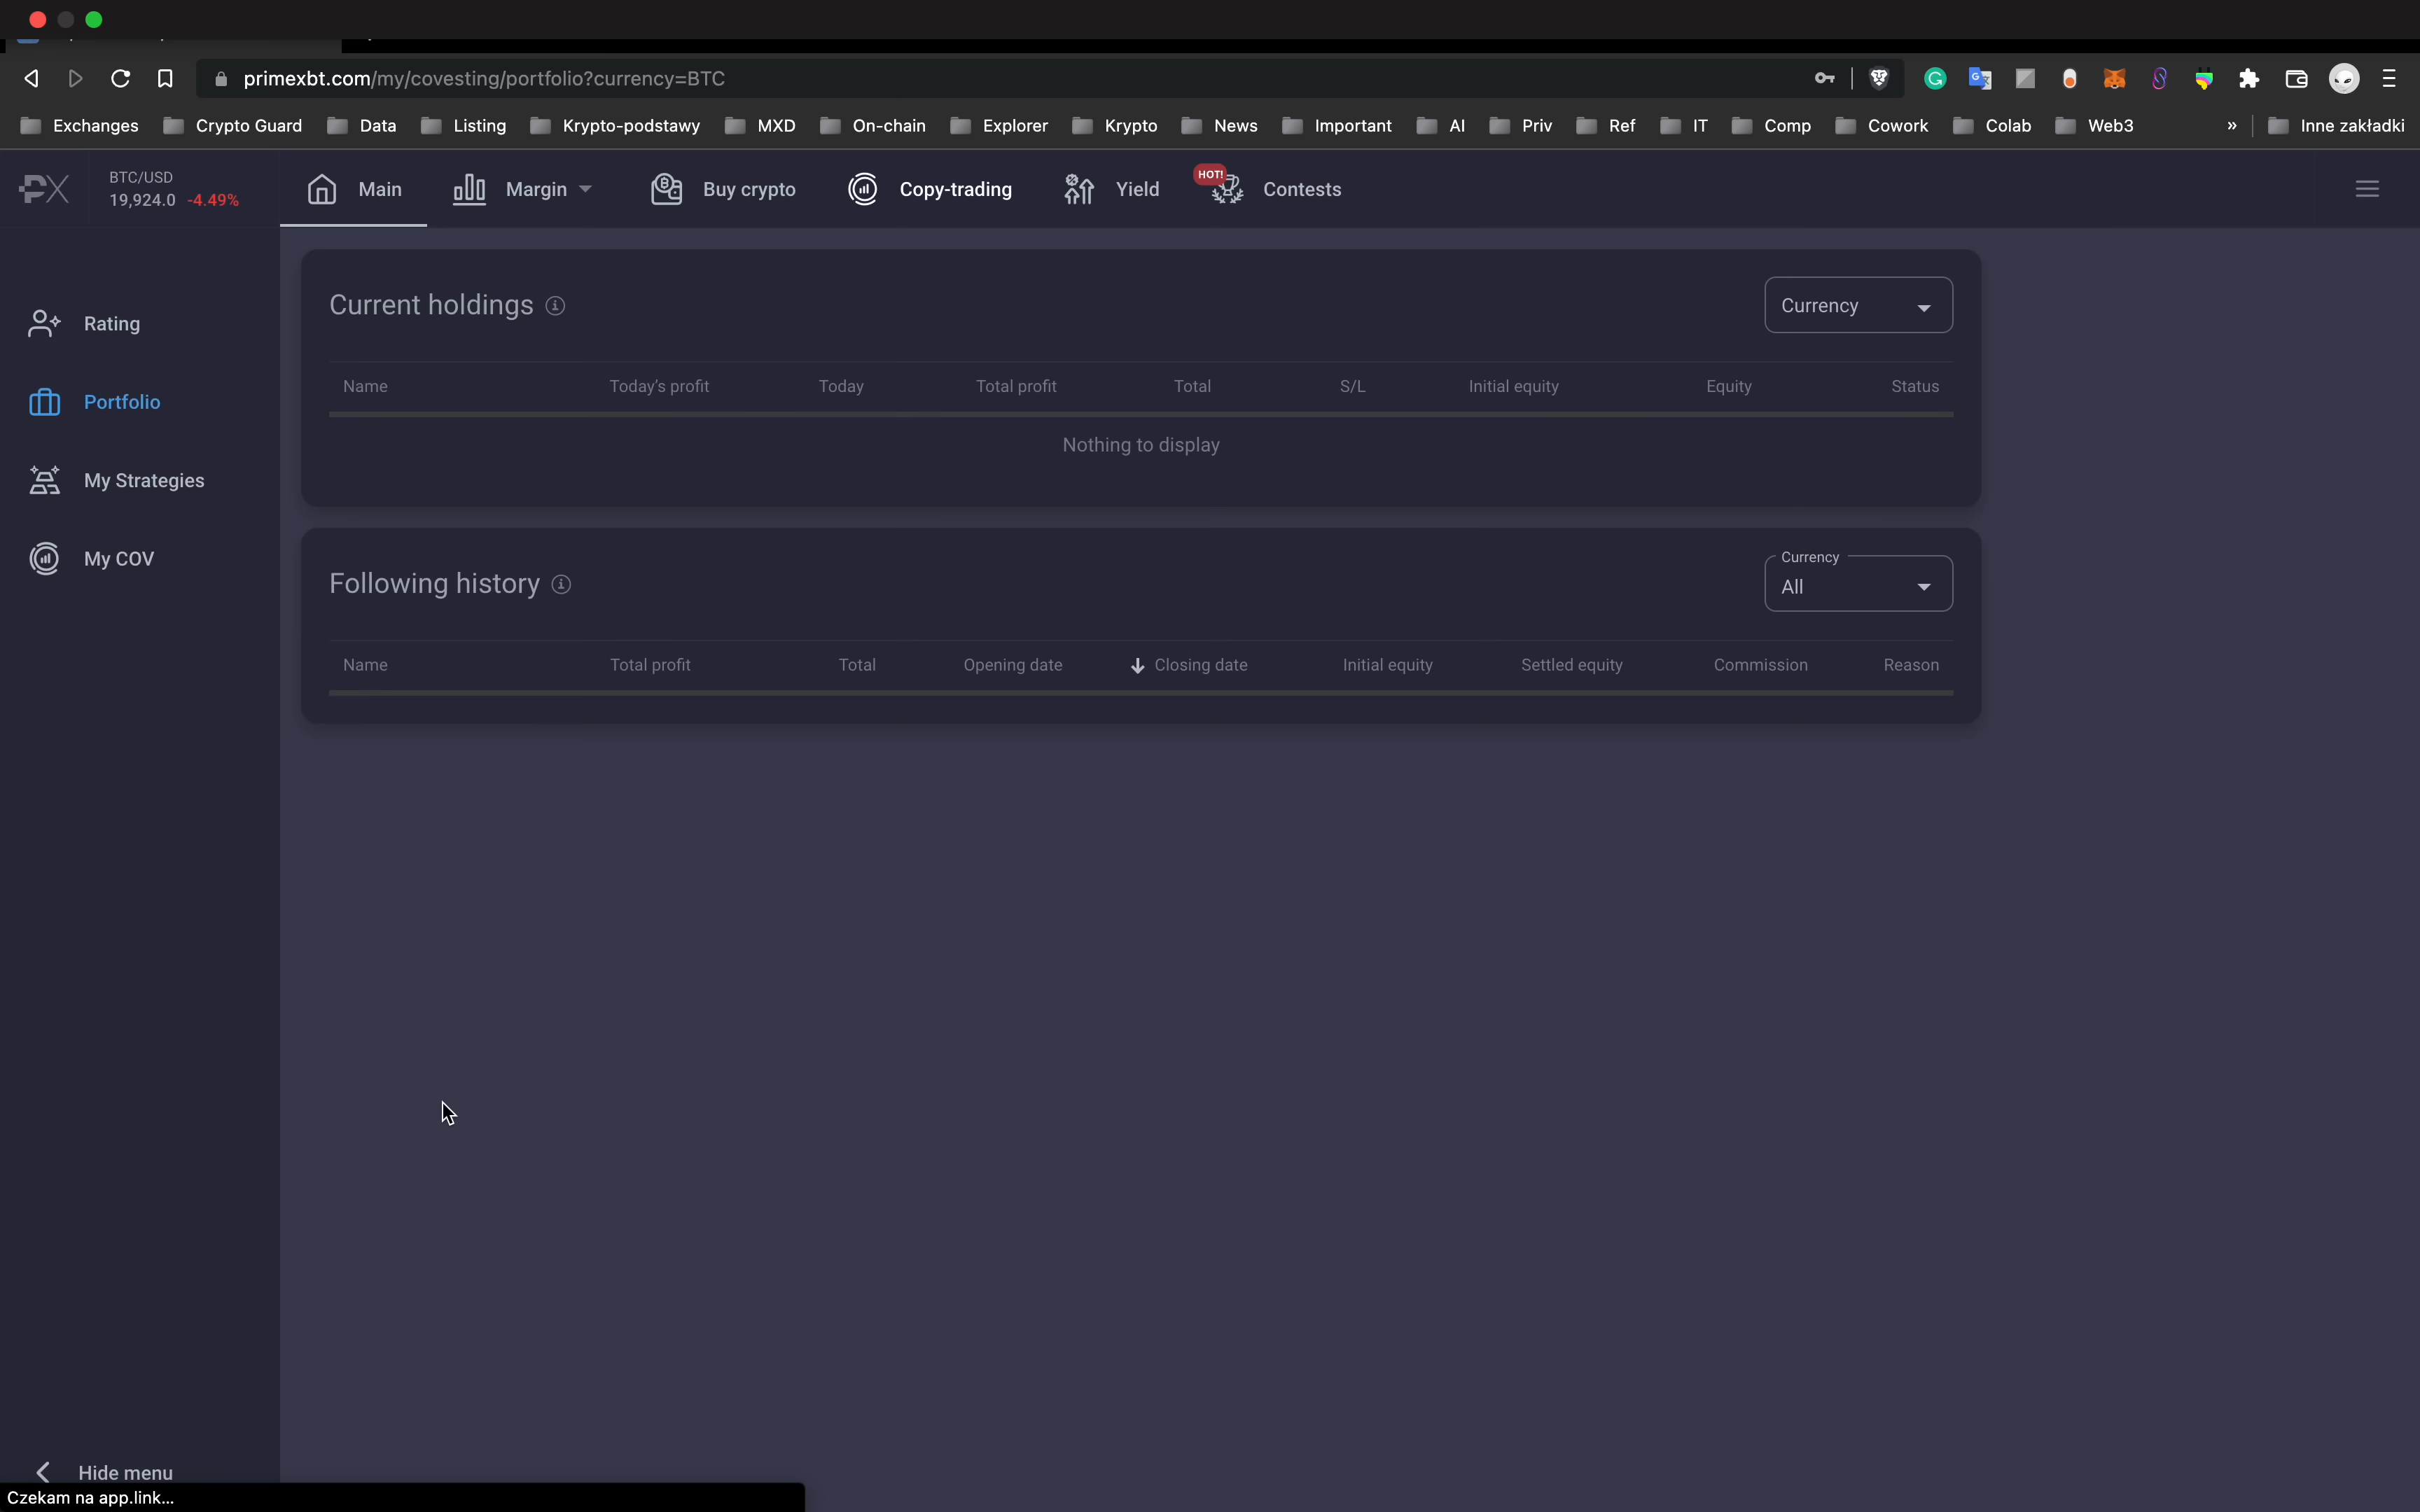 primexbt.com/my/covesting/portfolio?currency=BTC
Exchanges Crypto Guard Data Listing Krypto-podstawy MXD On-chain Explorer Krypto News Important AI Priv Ref IT Comp Cowork Colab Web3 » Inne zakładki
PX
BTC/USD
19,924.0 -4.49%
Main Margin Buy crypto Copy-trading Yield HOT! Contests
Rating
Portfolio
My Strategies
My COV
Current holdings
Currency
Name Today's profit Today Total profit Total S/L Initial equity Equity Status
Nothing to display
Following history
Currency
All
Name Total profit Total Opening date Closing date Initial equity Settled equity Commission Reason
Hide menu
Czekam na app.link...